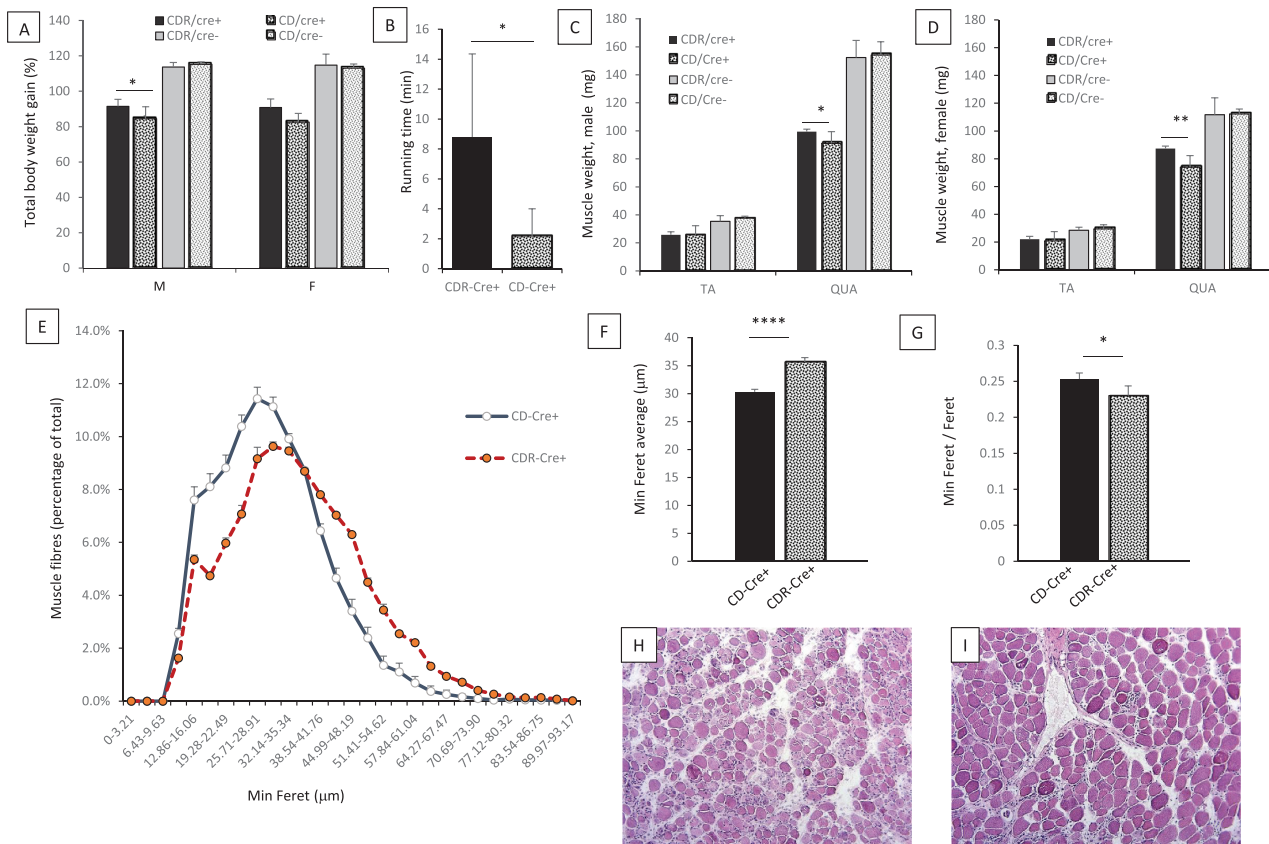 A
CDR/cre+
CD/cre+
CDR/cre-
CD/cre-
Total body weight gain (%)
140
120
100
80
60
40
20
0
*
M
F
B
Running time (min)
16
14
12
10
8
6
4
2
0
*
CDR-Cre+
CD-Cre+
C
CDR/cre+
CD/Cre+
CDR/cre-
CD/Cre-
Muscle weight, male (mg)
180
160
140
120
100
80
60
40
20
0
*
TA
QUA
D
CDR/cre+
CD/Cre+
CDR/cre-
CD/Cre-
Muscle weight, female (mg)
180
160
140
120
100
80
60
40
20
0
**
TA
QUA
E
Muscle fibres (percentage of total)
14.0%
12.0%
10.0%
8.0%
6.0%
4.0%
2.0%
0.0%
CD-Cre+
CDR-Cre+
0-3.21
6.43-9.63
12.86-16.06
19.28-22.49
25.71-28.91
32.14-35.34
38.54-41.76
44.99-48.19
51.41-54.62
57.84-61.04
64.27-67.47
70.69-73.90
77.12-80.32
83.54-86.75
89.97-93.17
Min Feret (μm)
F
Min Feret average (μm)
40
35
30
25
20
15
10
5
0
****
CD-Cre+
CDR-Cre+
G
Min Feret / Feret
0.3
0.25
0.2
0.15
0.1
0.05
0
*
CD-Cre+
CDR-Cre+
H
I